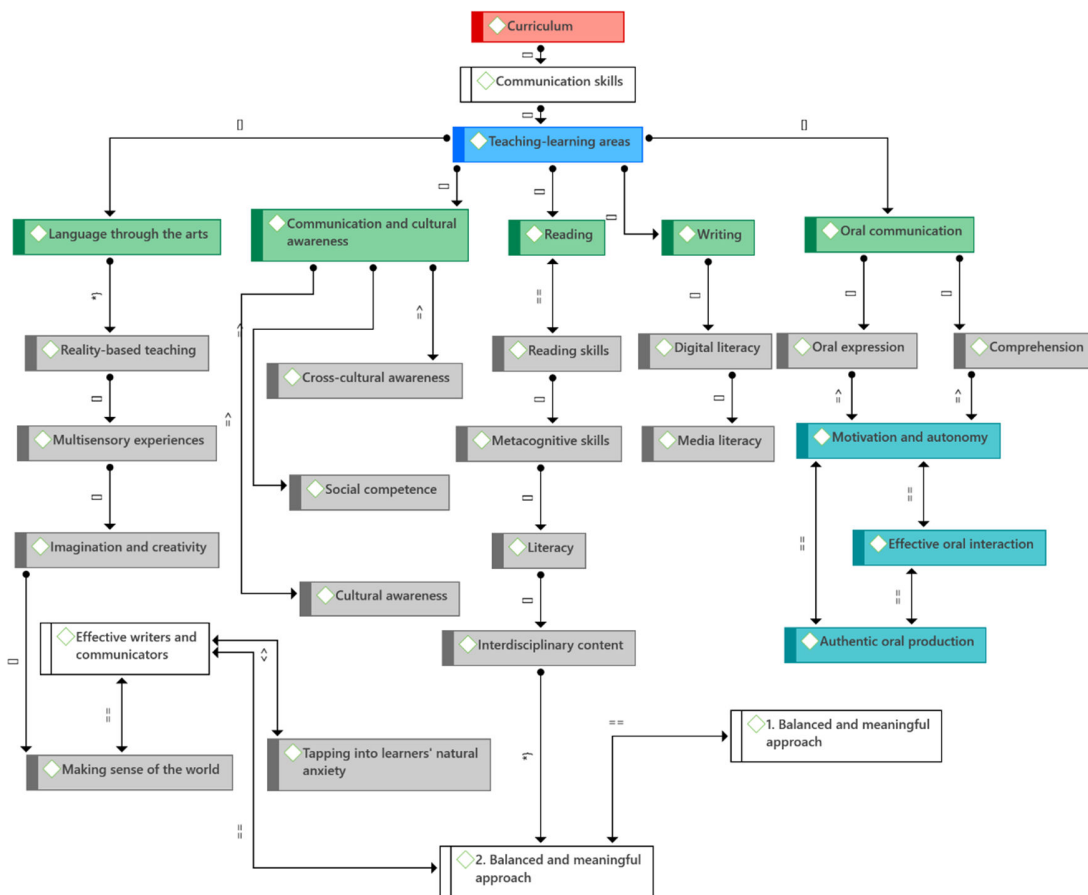 Curriculum
[]
Communication skills
[]
Teaching-learning areas
[]
[]
[]
[]
[]
Language through the arts
Communication and cultural
awareness
Reading
Writing
Oral communication
*}
=>
=>
=>
==
[]
[]
[]
Reality-based teaching
Cross-cultural awareness
Reading skills
Digital literacy
Oral expression
Comprehension
[]
[]
[]
=>
=>
Multisensory experiences
Metacognitive skills
Media literacy
Motivation and autonomy
[]
Social competence
[]
==
==
Imagination and creativity
Literacy
Effective oral interaction
[]
==
Cultural awareness
Effective writers and
communicators
Interdisciplinary content
Authentic oral production
[]
<>
==
*}
==
1. Balanced and meaningful
approach
Making sense of the world
Tapping into learners' natural
anxiety
==
2. Balanced and meaningful
approach